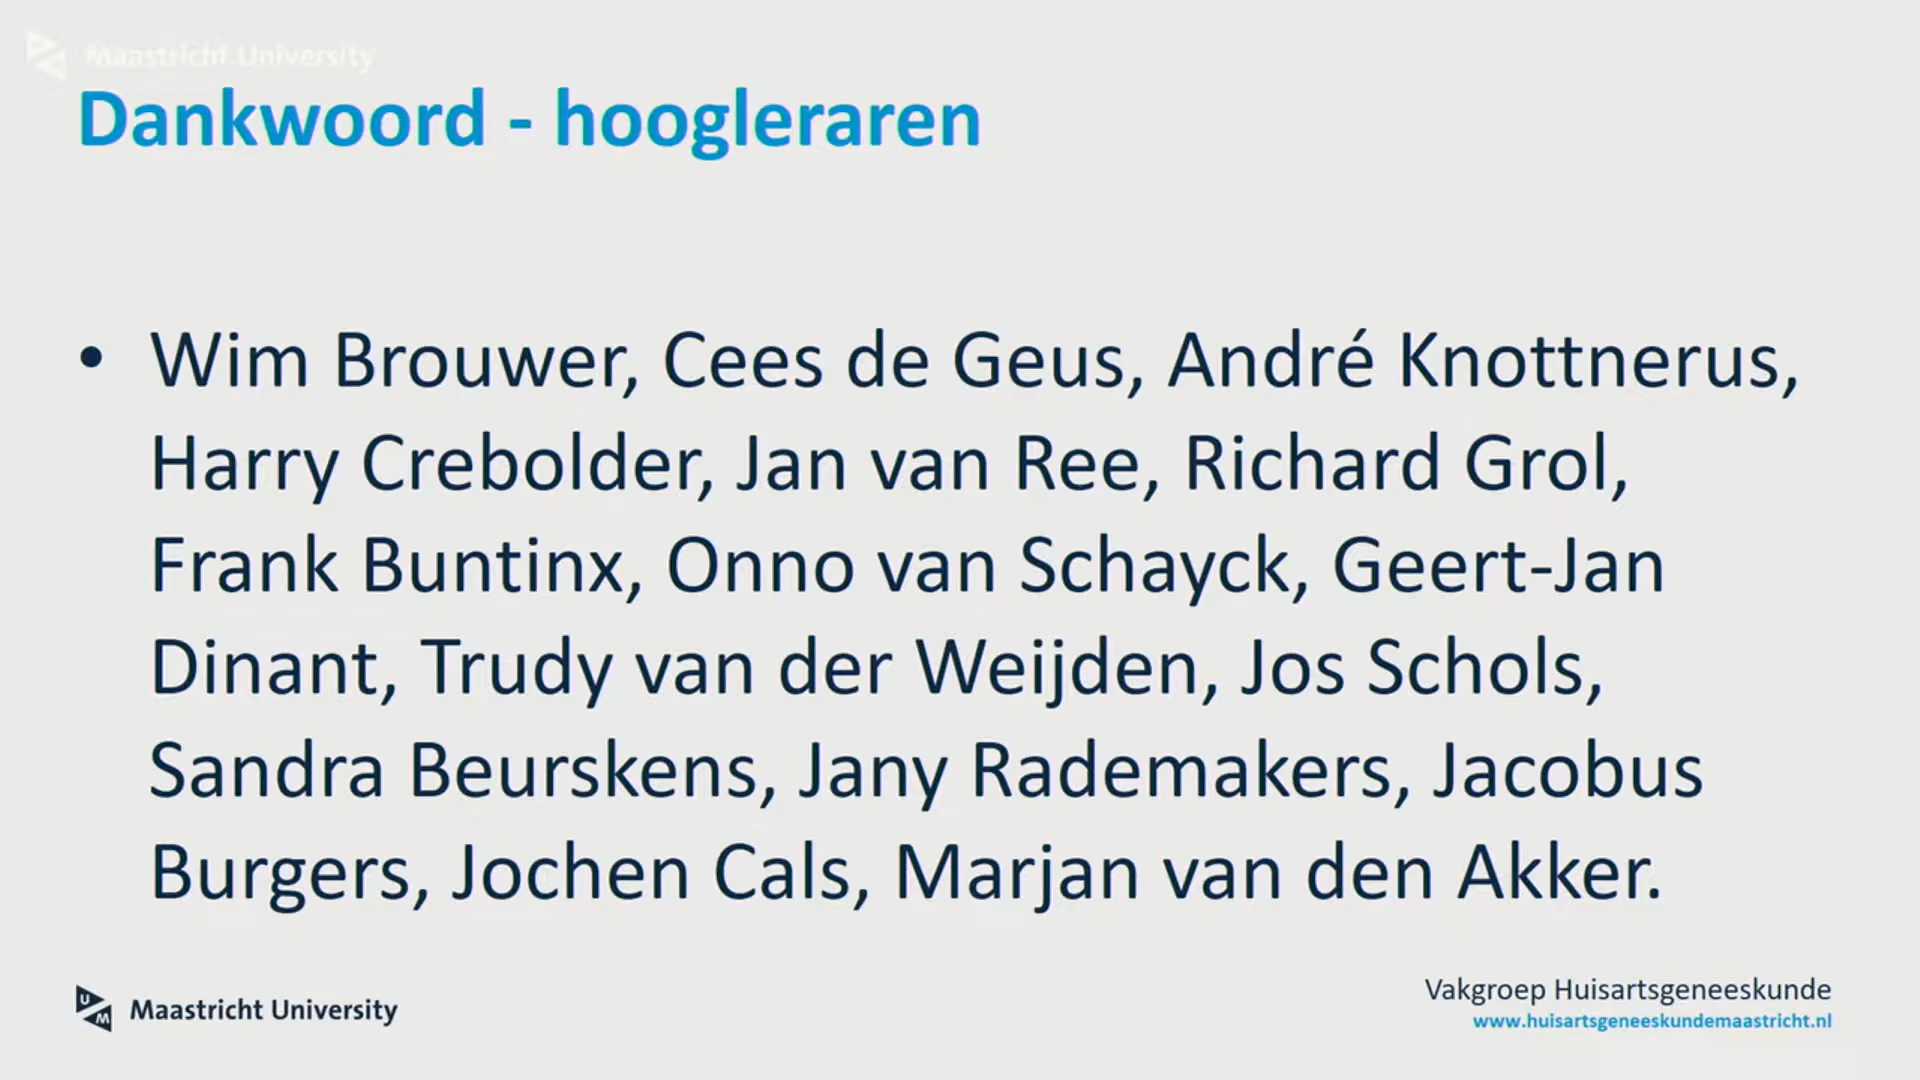 Maastricht University
Dankwoord - hoogleraren
• Wim Brouwer, Cees de Geus, André Knottnerus,
Harry Crebolder, Jan van Ree, Richard Grol,
Frank Buntinx, Onno van Schayck, Geert-Jan
Dinant, Trudy van der Weijden, Jos Schols,
Sandra Beurskens, Jany Rademakers, Jacobus
Burgers, Jochen Cals, Marjan van den Akker.
UM Maastricht University
Vakgroep Huisartsgeneeskunde
www.huisartsgeneeskundemaastricht.nl